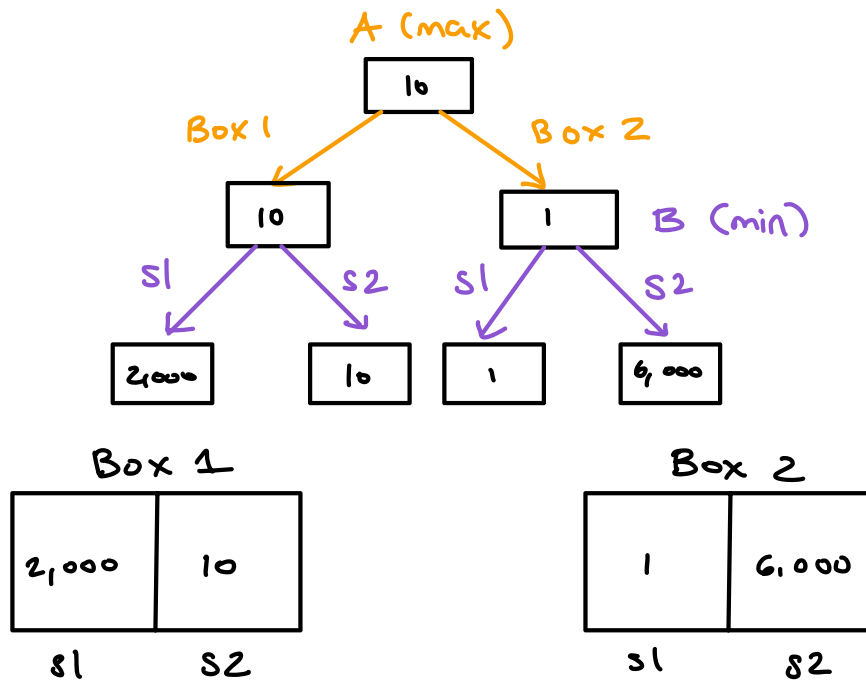 A (max)
10
Box 1
Box 2
10
1
B (min)
S1
S2
S1
S2
2,000
10
1
6,000
Box 1
Box 2
2,000
10
1
6,000
S1
S2
S1
S2